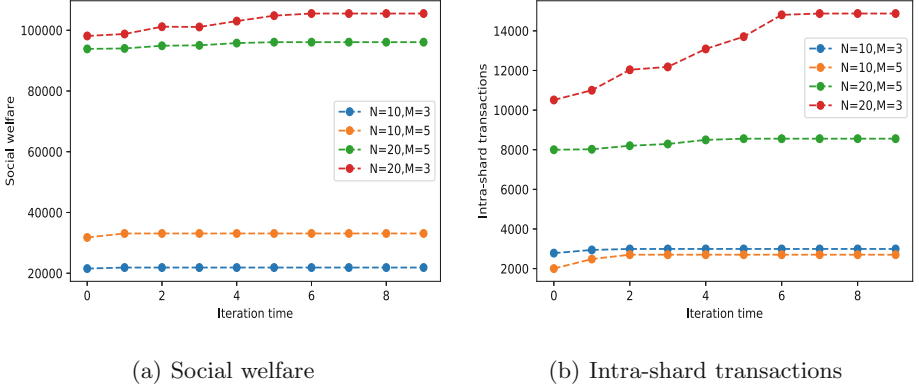 100000
80000
60000
40000
20000
Social welfare
N=10,M=3
N=10,M=5
N=20,M=5
N=20,M=3
0 2 4 6 8
Iteration time
(a) Social welfare
14000
12000
10000
8000
6000
4000
2000
Intra-shard transactions
N=10,M=3
N=10,M=5
N=20,M=5
N=20,M=3
0 2 4 6 8
Iteration time
(b) Intra-shard transactions